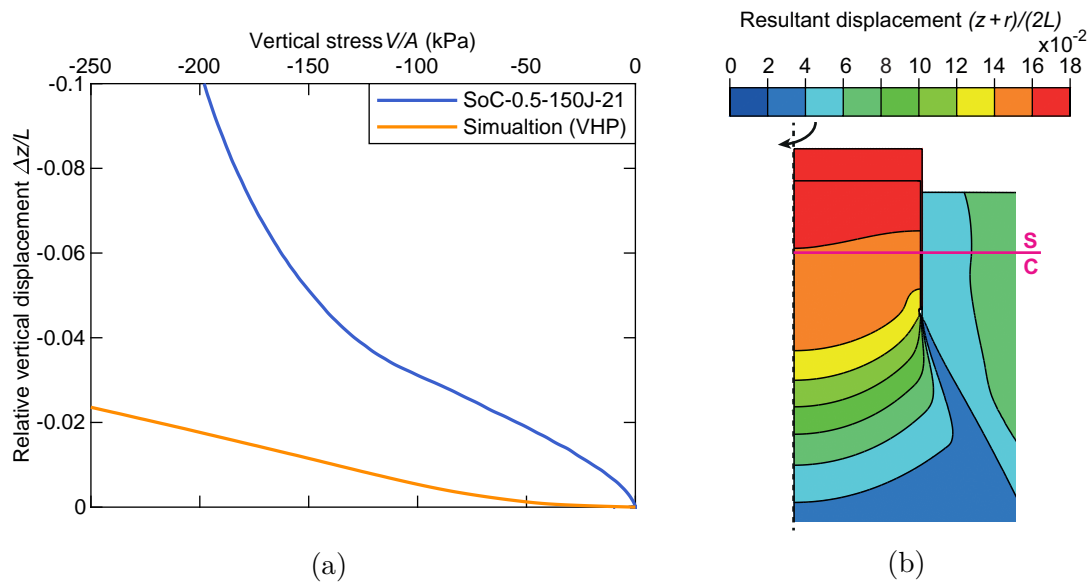 Vertical stress V/A (kPa)
-250 -200 -150 -100 -50 0
-0.1
-0.08
-0.06
-0.04
-0.02
0
Relative vertical displacement Δz/L
SoC-0.5-150J-21
Simualtion (VHP)
(a)
Resultant displacement (z+r)/(2L)
x10-2
0 2 4 6 8 10 12 14 16 18
S
C
(b)